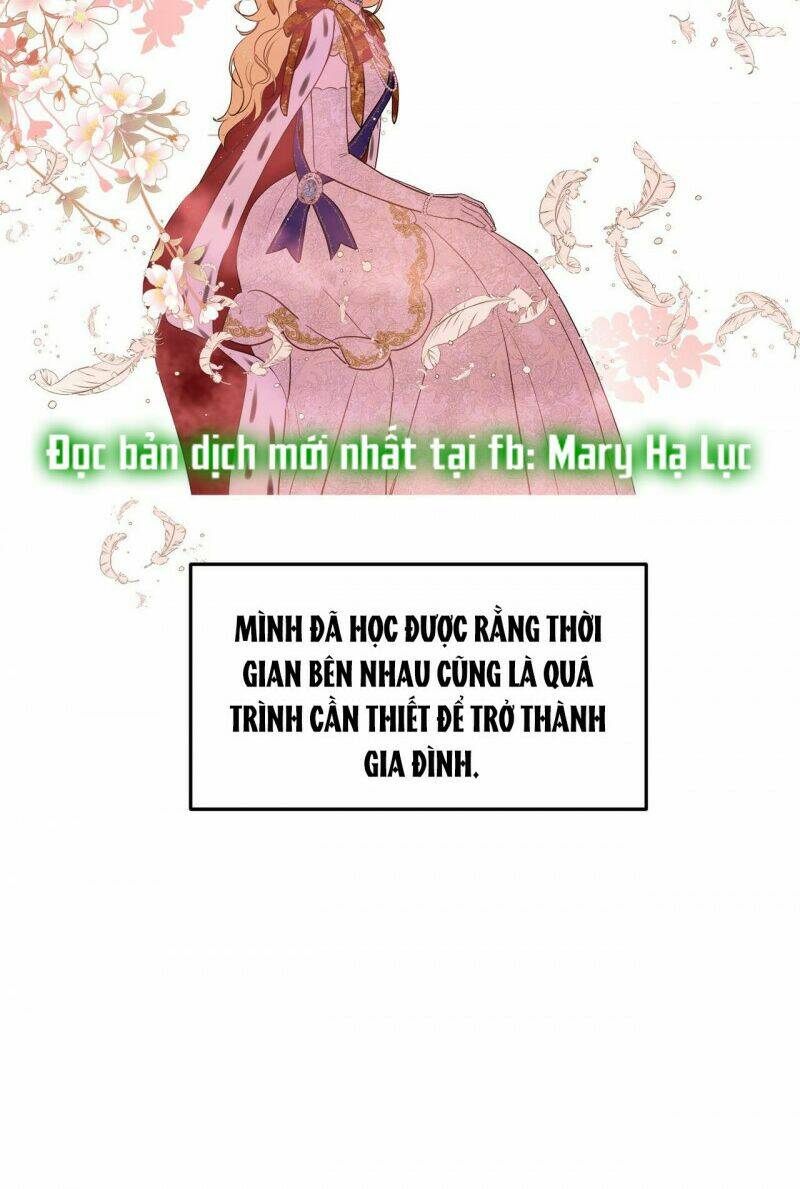 Đọc bản dịch mới nhất tại fb: Mary Hạ Lục
MÌNH ĐÃ HỌC ĐƯỢC RẰNG THỜI
GIAN BÊN NHAU CŨNG LÀ QUÁ
TRÌNH CẦN THIẾT ĐỂ TRỞ THÀNH
GIA ĐÌNH.